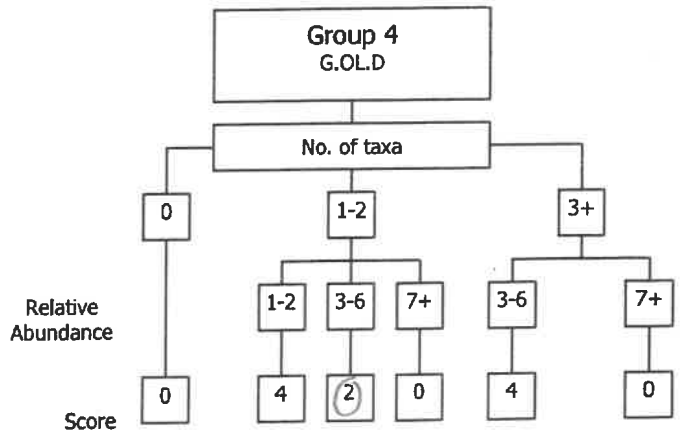 Group 4
G.OL.D
No. of taxa
0 1-2 3+
Relative
Abundance
1-2 3-6 7+ 3-6 7+
Score
0 4 2 0 4 0